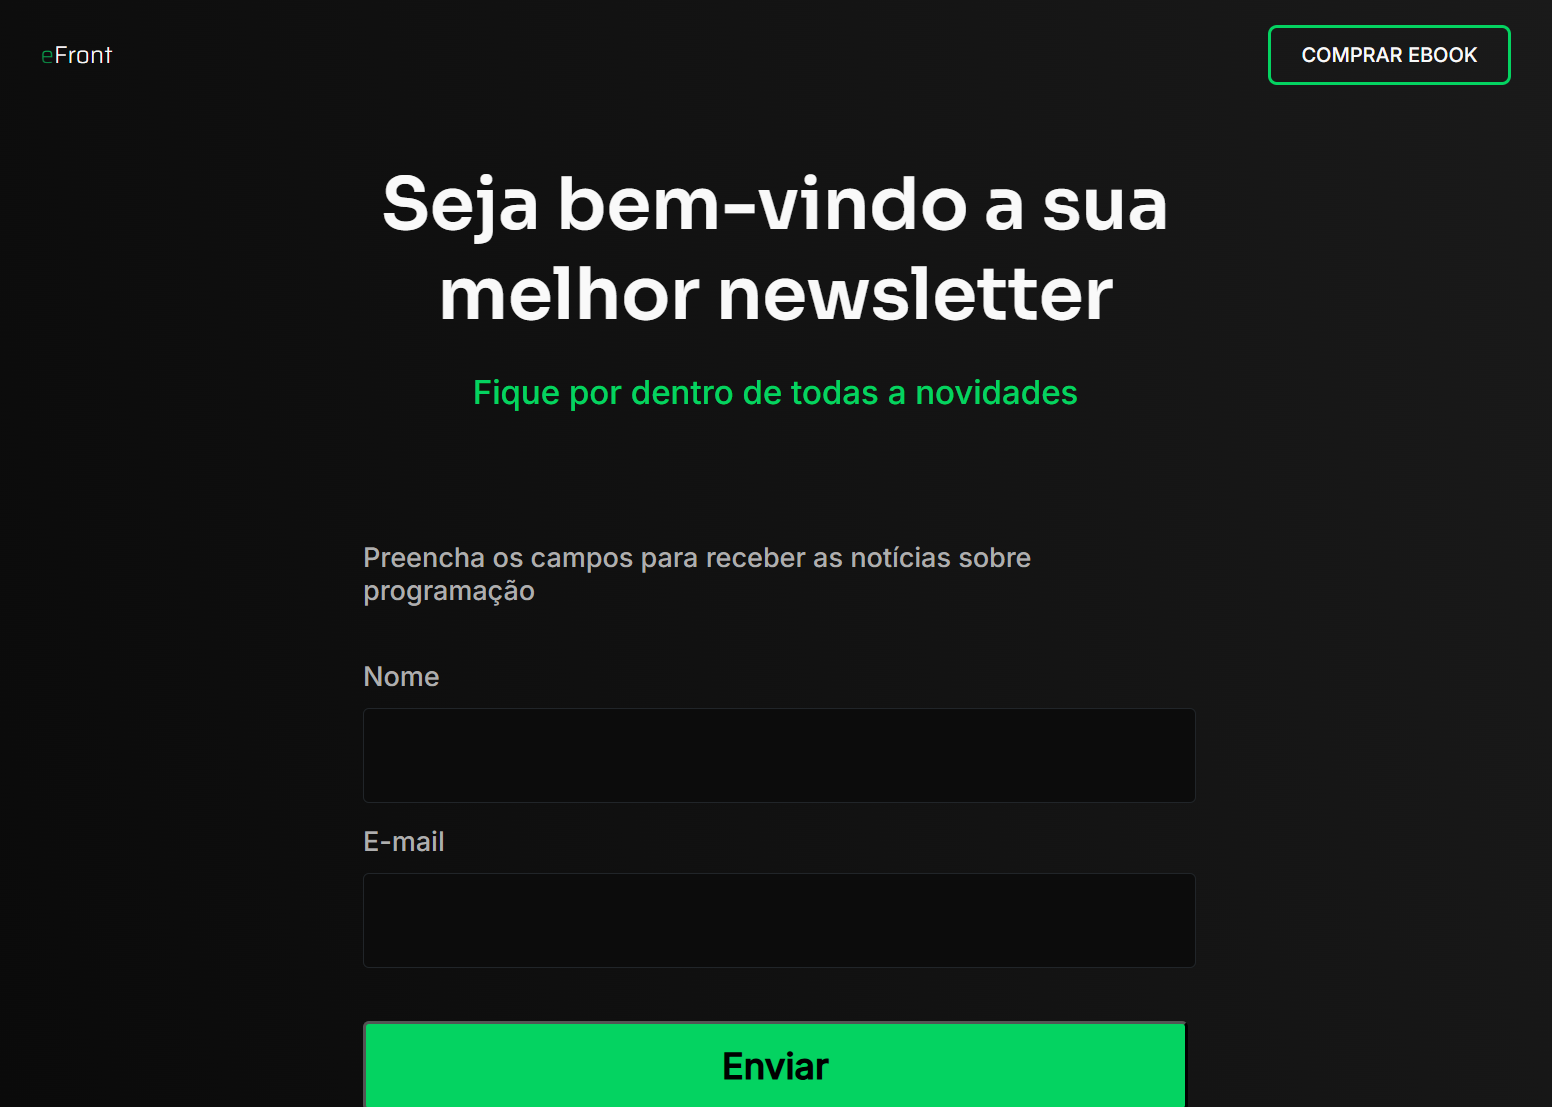 eFront
COMPRAR EBOOK
Seja bem-vindo a sua
melhor newsletter
Fique por dentro de todas a novidades
Preencha os campos para receber as notícias sobre
programação
Nome
E-mail
Enviar